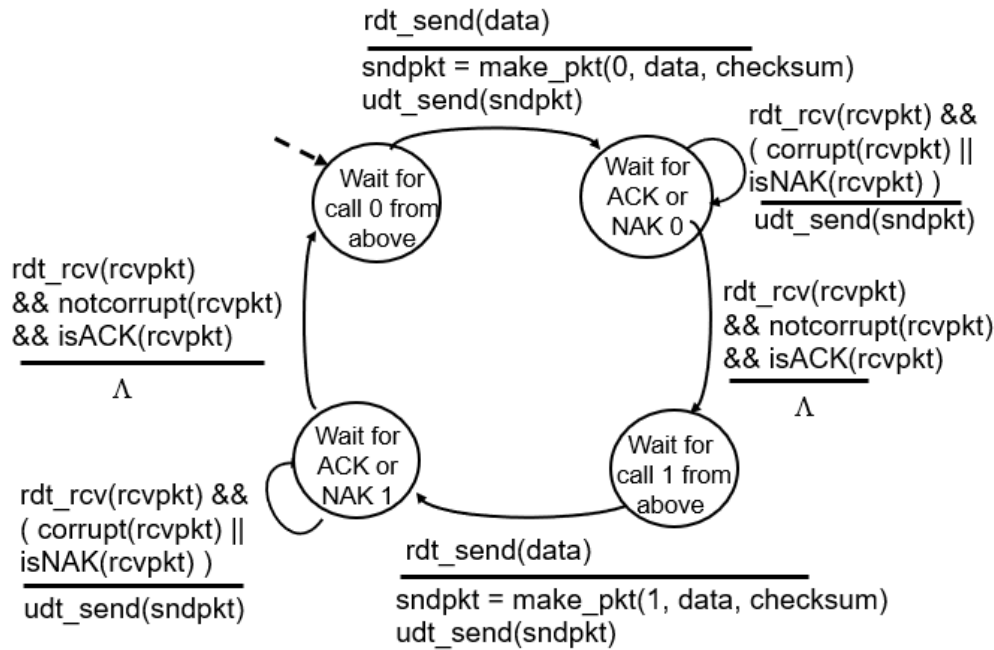 rdt_send(data)
sndpkt = make_pkt(0, data, checksum)
udt_send(sndpkt)
Wait for
call 0 from
above
Wait for
ACK or
NAK 0
rdt_rcv(rcvpkt) &&
( corrupt(rcvpkt) ||
isNAK(rcvpkt) )
udt_send(sndpkt)
rdt_rcv(rcvpkt)
&& notcorrupt(rcvpkt)
&& isACK(rcvpkt)
Λ
rdt_rcv(rcvpkt)
&& notcorrupt(rcvpkt)
&& isACK(rcvpkt)
Λ
Wait for
ACK or
NAK 1
Wait for
call 1 from
above
rdt_rcv(rcvpkt) &&
( corrupt(rcvpkt) ||
isNAK(rcvpkt) )
udt_send(sndpkt)
rdt_send(data)
sndpkt = make_pkt(1, data, checksum)
udt_send(sndpkt)